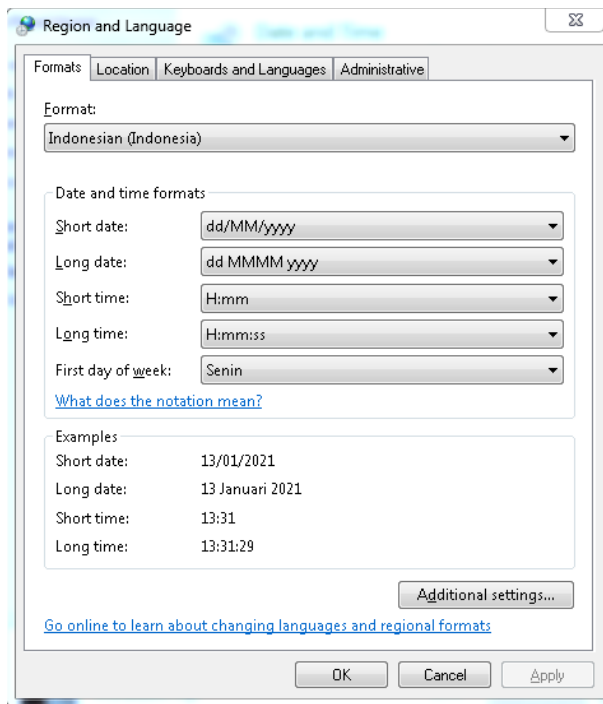 Region and Language
Formats Location Keyboards and Languages Administrative
Format:
Indonesian (Indonesia)
Date and time formats
Short date: dd/MM/yyyy
Long date: dd MMMM yyyy
Short time: H:mm
Long time: H:mm:ss
First day of week: Senin
What does the notation mean?
Examples
Short date: 13/01/2021
Long date: 13 Januari 2021
Short time: 13:31
Long time: 13:31:29
Additional settings...
Go online to learn about changing languages and regional formats
OK Cancel Apply